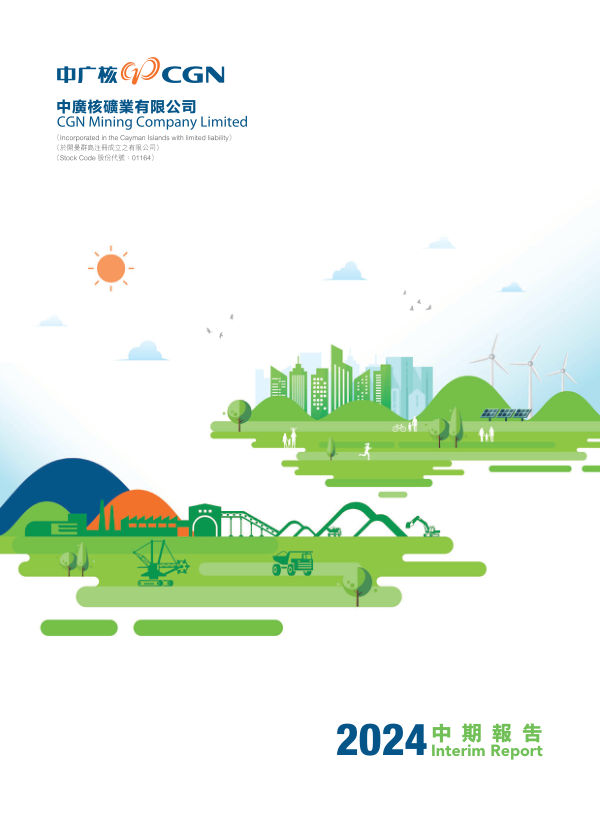 中广核 CGN
中廣核礦業有限公司
CGN Mining Company Limited
(Incorporated in the Cayman Islands with limited liability)
(於開曼群島注冊成立之有限公司)
(Stock Code 股份代號：01164)
2024 中期報告
Interim Report